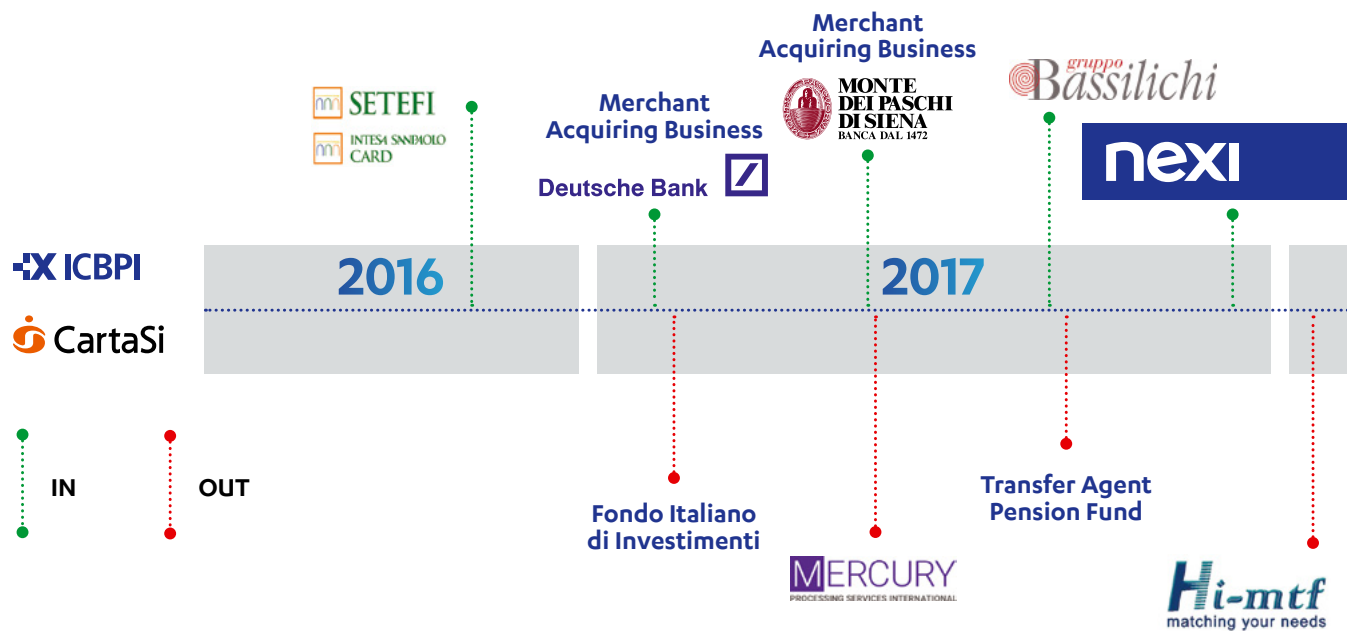 Merchant
Acquiring Business
MONTE
DEI PASCHI
DI SIENA
BANCA DAL 1472
gruppo
Bassilichi
SETEFI
INTESA SANPAOLO
CARD
Merchant
Acquiring Business
Deutsche Bank
nexi
ICBPI
CartaSi
2016
2017
IN
OUT
Fondo Italiano
di Investimenti
MERCURY
PROCESSING SERVICES INTERNATIONAL
Transfer Agent
Pension Fund
Hi-mtf
matching your needs